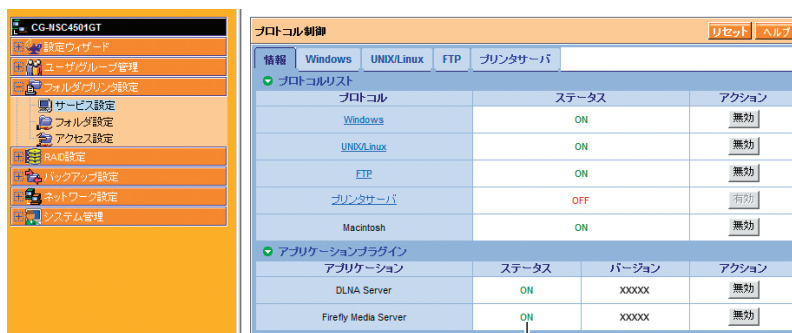 CG-NSC4501GT
設定ウィザード
ユーザ/グループ管理
フォルダ/プリンタ設定
サービス設定
フォルダ設定
アクセス設定
RAID設定
バックアップ設定
ネットワーク設定
システム管理
プロトコル制御 リセット ヘルプ
情報 Windows UNIX/Linux FTP プリンタサーバ
プロトコルリスト
プロトコル ステータス アクション
Windows ON 無効
UNIX/Linux ON 無効
FTP ON 無効
プリンタサーバ OFF 有効
Macintosh ON 無効
アプリケーションプラグイン
アプリケーション ステータス バージョン アクション
DLNA Server ON XXXXX 無効
Firefly Media Server ON XXXXX 無効